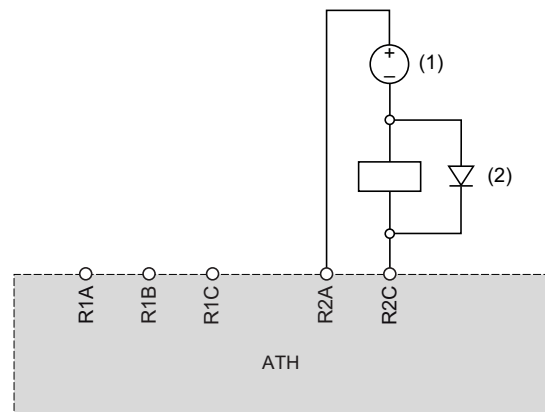 +
(1)
−
(2)
R1A
R1B
R1C
R2A
R2C
ATH